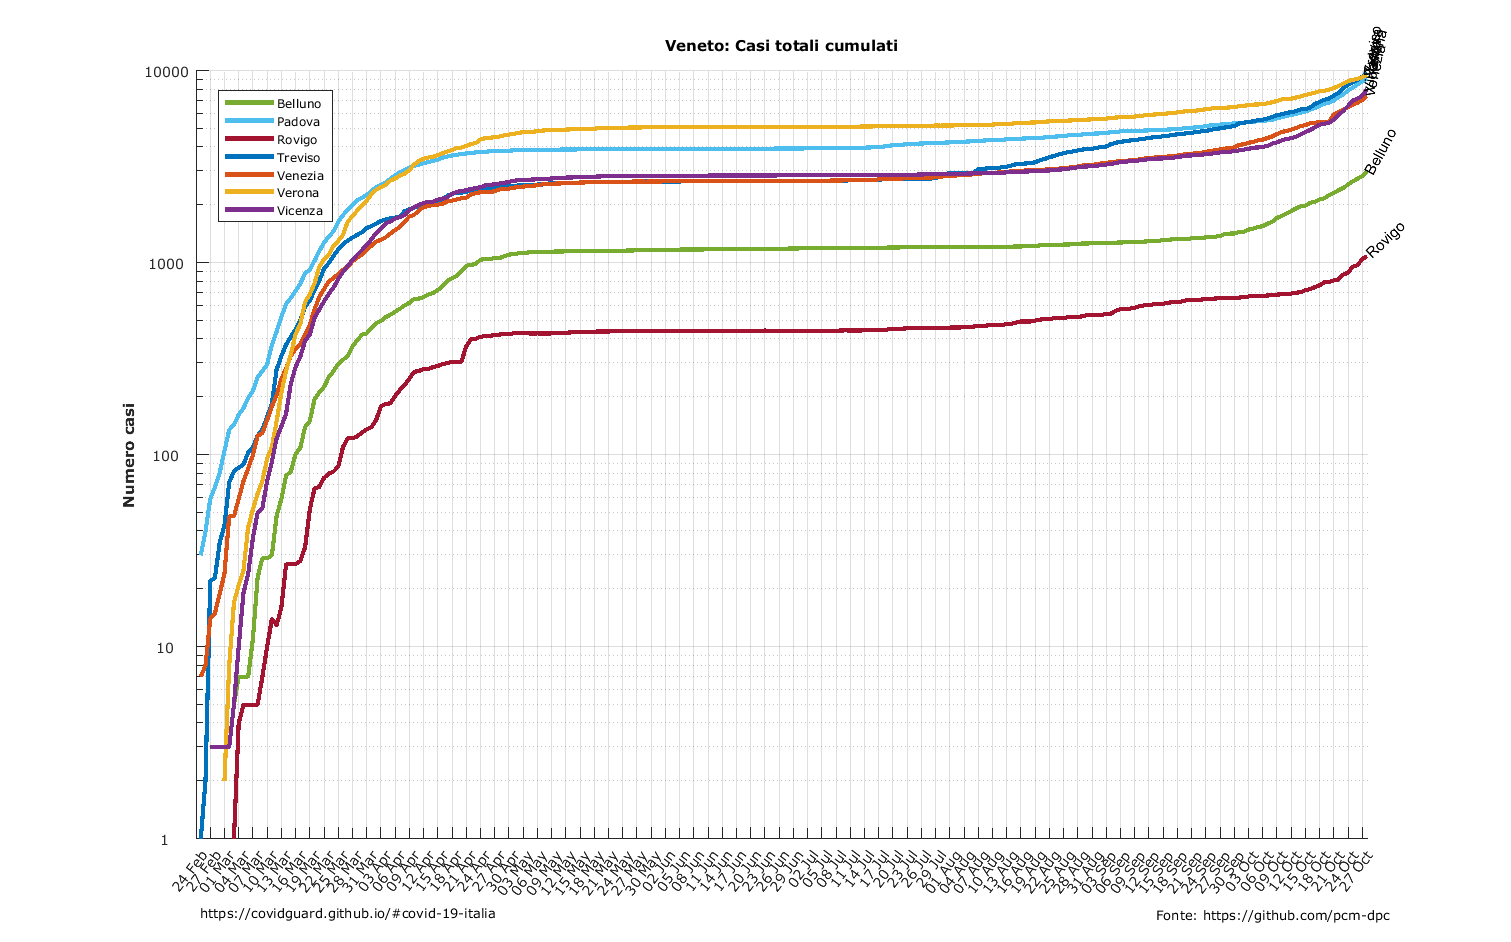 Veneto: Casi totali cumulati
10000
1000
100
10
1
Numero casi
Belluno
Padova
Rovigo
Treviso
Venezia
Verona
Vicenza
Venezia
Belluno
Rovigo
24 Feb
27 Feb
01 Mar
04 Mar
07 Mar
10 Mar
13 Mar
16 Mar
19 Mar
22 Mar
25 Mar
28 Mar
31 Mar
03 Apr
06 Apr
09 Apr
12 Apr
15 Apr
18 Apr
21 Apr
24 Apr
27 Apr
30 Apr
03 May
06 May
09 May
12 May
15 May
18 May
21 May
24 May
27 May
30 May
02 Jun
05 Jun
08 Jun
11 Jun
14 Jun
17 Jun
20 Jun
23 Jun
26 Jun
29 Jun
02 Jul
05 Jul
08 Jul
11 Jul
14 Jul
17 Jul
20 Jul
23 Jul
26 Jul
29 Jul
01 Aug
04 Aug
07 Aug
10 Aug
13 Aug
16 Aug
19 Aug
22 Aug
25 Aug
28 Aug
31 Aug
03 Sep
06 Sep
09 Sep
12 Sep
15 Sep
18 Sep
21 Sep
24 Sep
27 Sep
30 Sep
03 Oct
06 Oct
09 Oct
12 Oct
15 Oct
18 Oct
21 Oct
24 Oct
27 Oct
https://covidguard.github.io/#covid-19-italia
Fonte: https://github.com/pcm-dpc